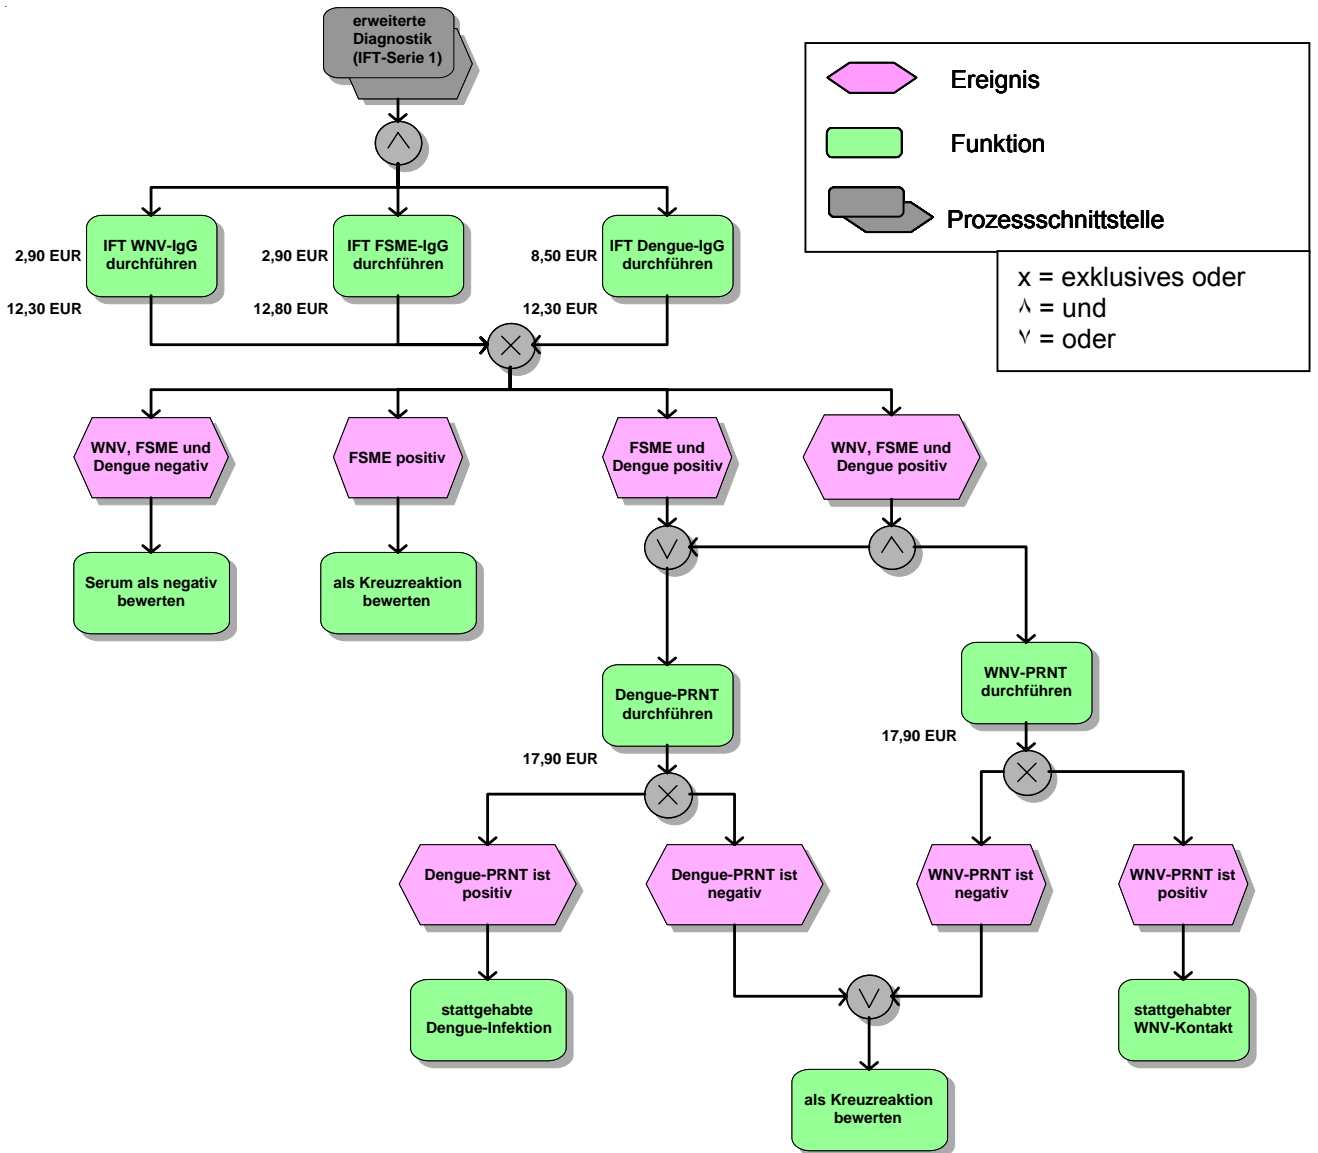 erweiterte
Diagnostik
(IFT-Serie 1)
Ereignis
Funktion
Prozessschnittstelle
x = exklusives oder
^ = und
v = oder
2,90 EUR
IFT WNV-IgG
durchführen
12,30 EUR
2,90 EUR
IFT FSME-IgG
durchführen
12,80 EUR
8,50 EUR
IFT Dengue-IgG
durchführen
12,30 EUR
WNV, FSME und
Dengue negativ
FSME positiv
FSME und
Dengue positiv
WNV, FSME und
Dengue positiv
Serum als negativ
bewerten
als Kreuzreaktion
bewerten
Dengue-PRNT
durchführen
17,90 EUR
WNV-PRNT
durchführen
17,90 EUR
Dengue-PRNT ist
positiv
Dengue-PRNT ist
negativ
WNV-PRNT ist
negativ
WNV-PRNT ist
positiv
stattgehabte
Dengue-Infektion
stattgehabter
WNV-Kontakt
als Kreuzreaktion
bewerten